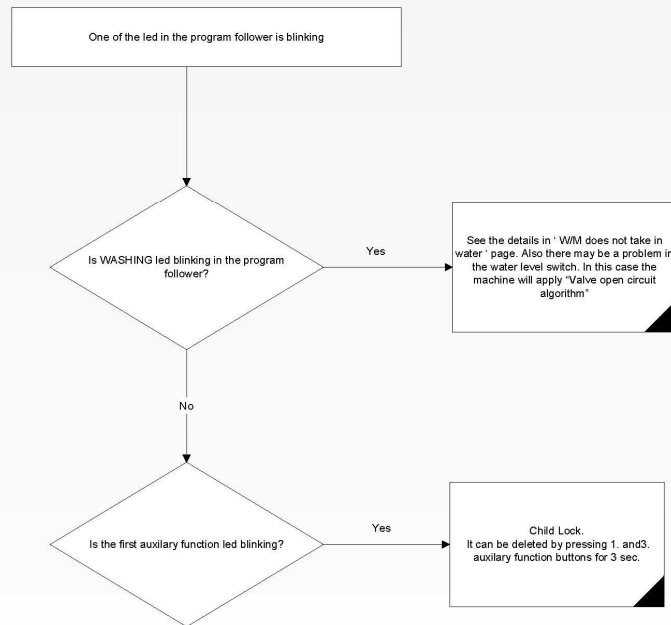 One of the led in the program follower is blinking
Is WASHING led blinking in the program
follower?
Yes
See the details in ‘ W/M does not take in
water ‘ page. Also there may be a problem in
the water level switch. In this case the
machine will apply “Valve open circuit
algorithm”
No
Is the first auxilary function led blinking?
Yes
Child Lock.
It can be deleted by pressing 1. and3.
auxilary function buttons for 3 sec.